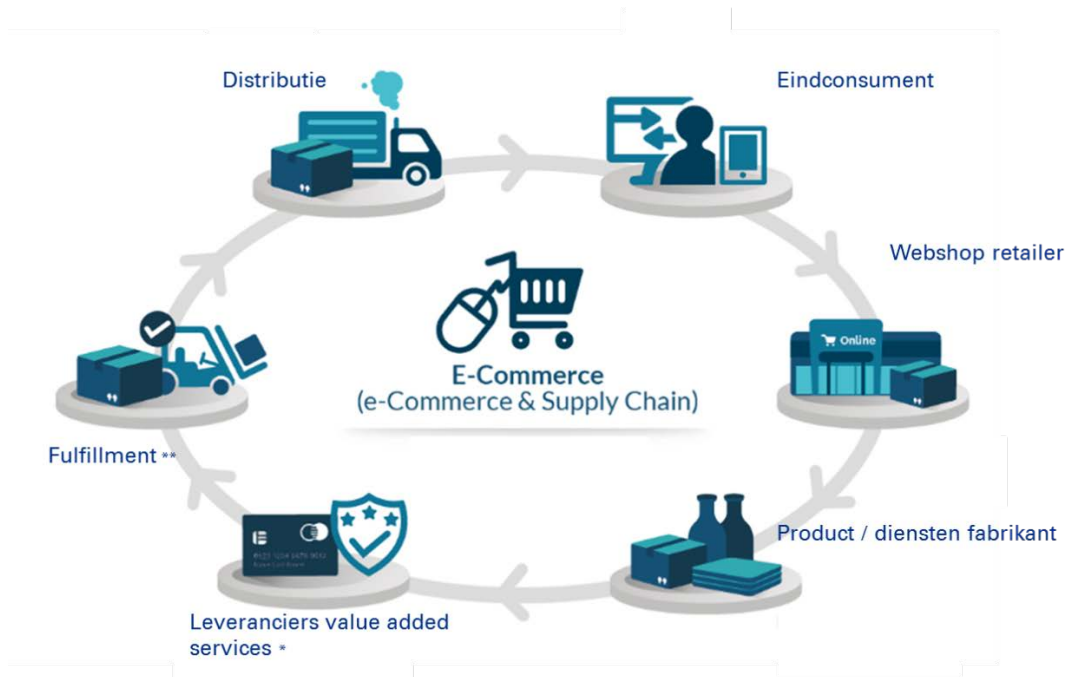 Distributie
Eindconsument
Webshop retailer
Online
E-Commerce
(e-Commerce & Supply Chain)
Fulfillment **
Product / diensten fabrikant
Leveranciers value added
services *